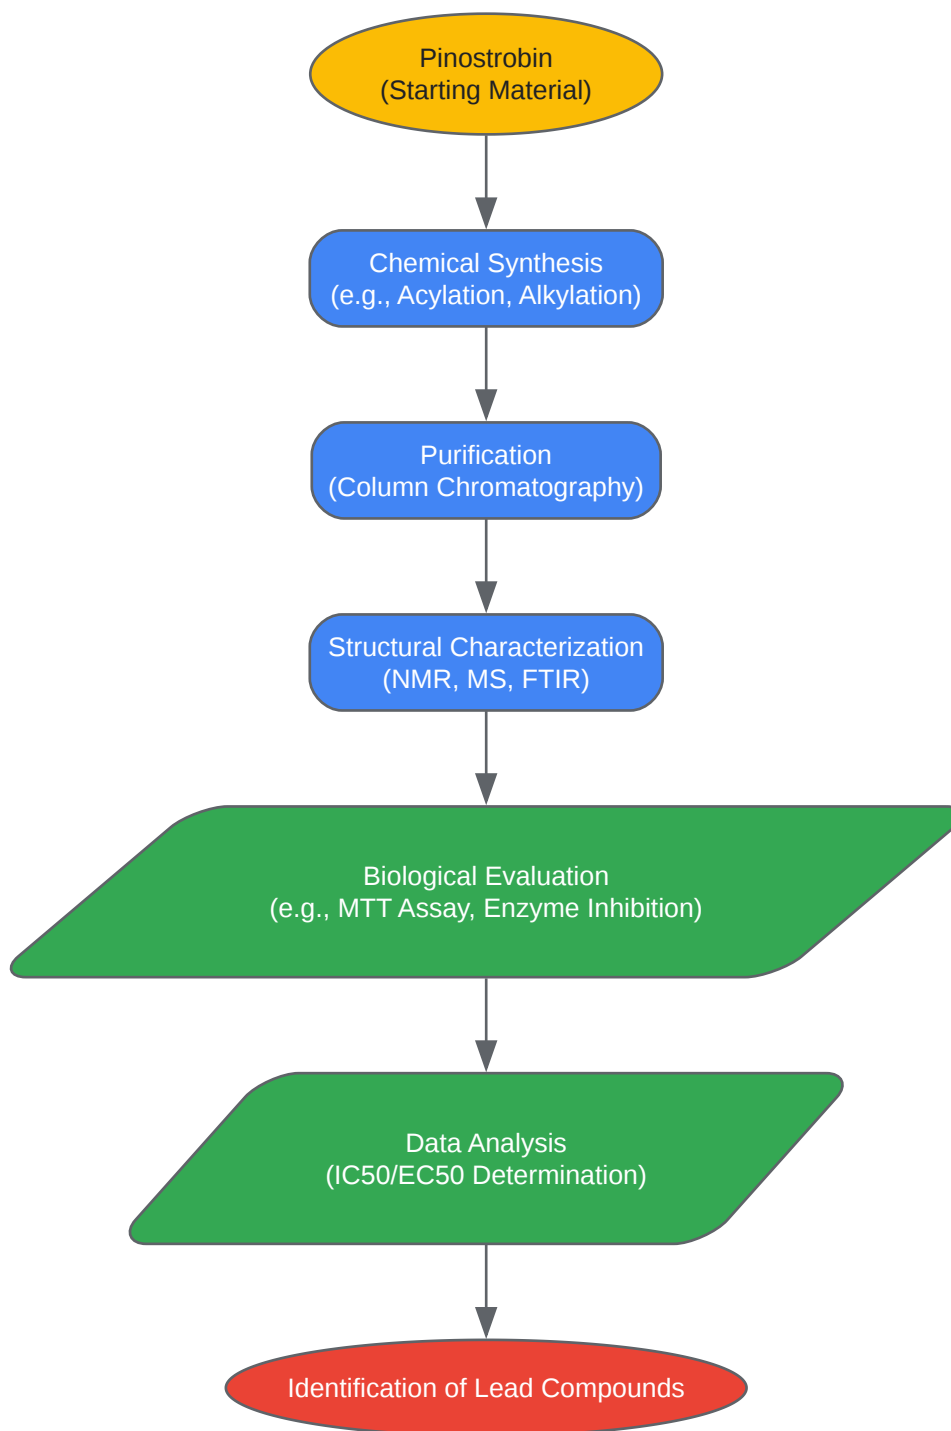 Pinostrobin
(Starting Material)
Chemical Synthesis
(e.g., Acylation, Alkylation)
Purification
(Column Chromatography)
Structural Characterization
(NMR, MS, FTIR)
Biological Evaluation
(e.g., MTT Assay, Enzyme Inhibition)
Data Analysis
(IC50/EC50 Determination)
Identification of Lead Compounds